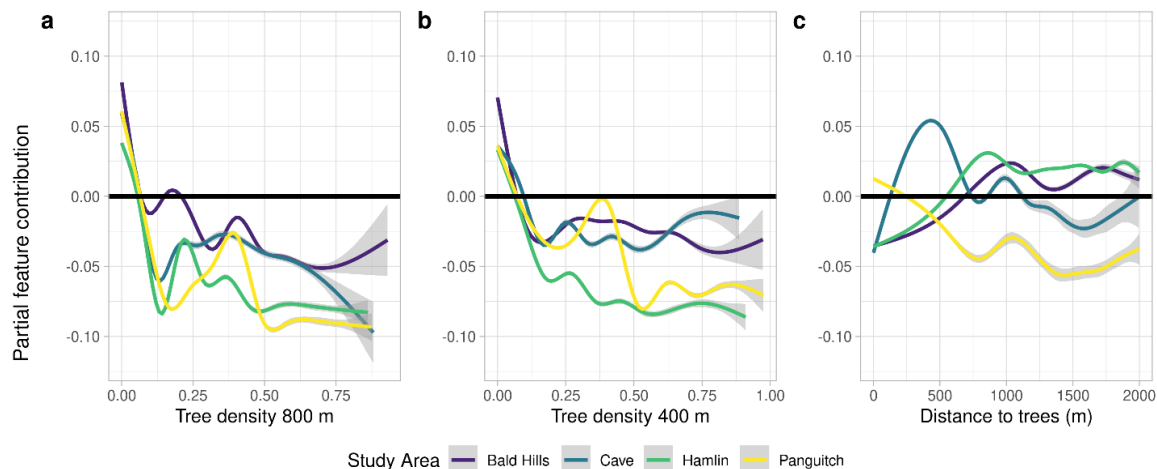 a
b
c
Partial feature contribution
0.10
0.05
0.00
-0.05
-0.10
0.00
0.25
0.50
0.75
Tree density 800 m
0.10
0.05
0.00
-0.05
-0.10
0.00
0.25
0.50
0.75
1.00
Tree density 400 m
0.10
0.05
0.00
-0.05
-0.10
0
500
1000
1500
2000
Distance to trees (m)
Study Area
Bald Hills
Cave
Hamlin
Panguitch